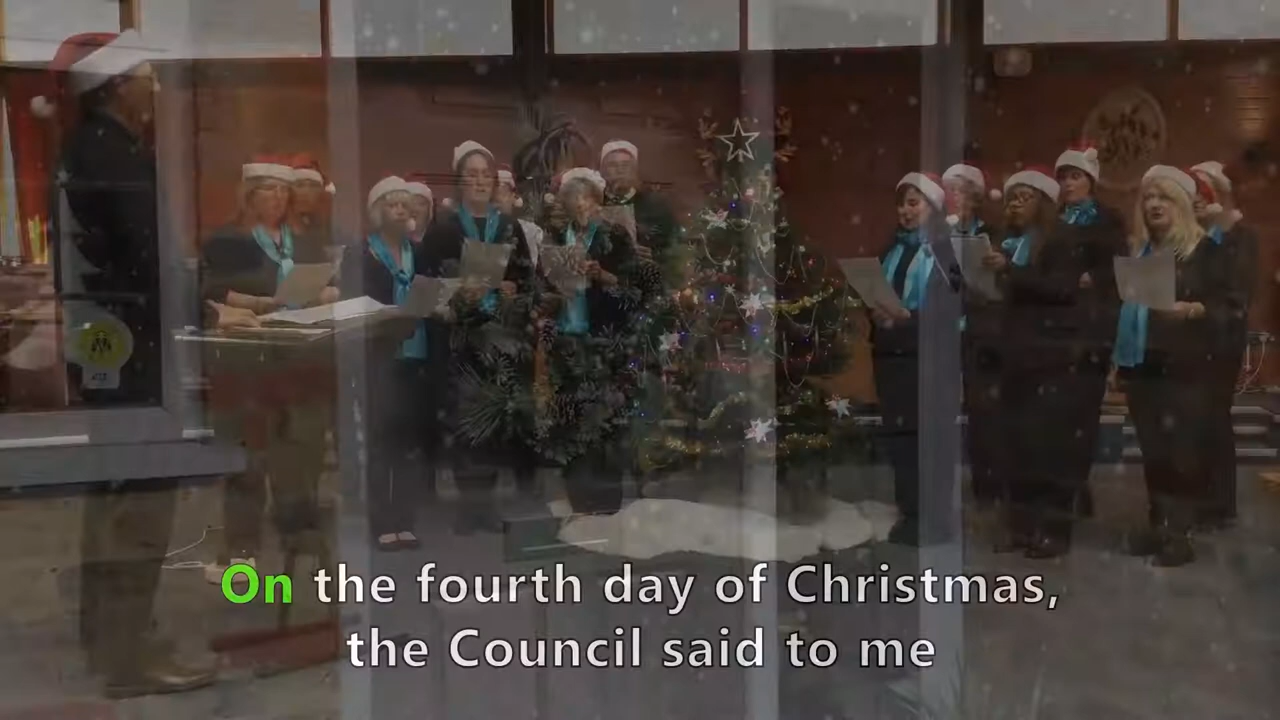 On the fourth day of Christmas,
the Council said to me